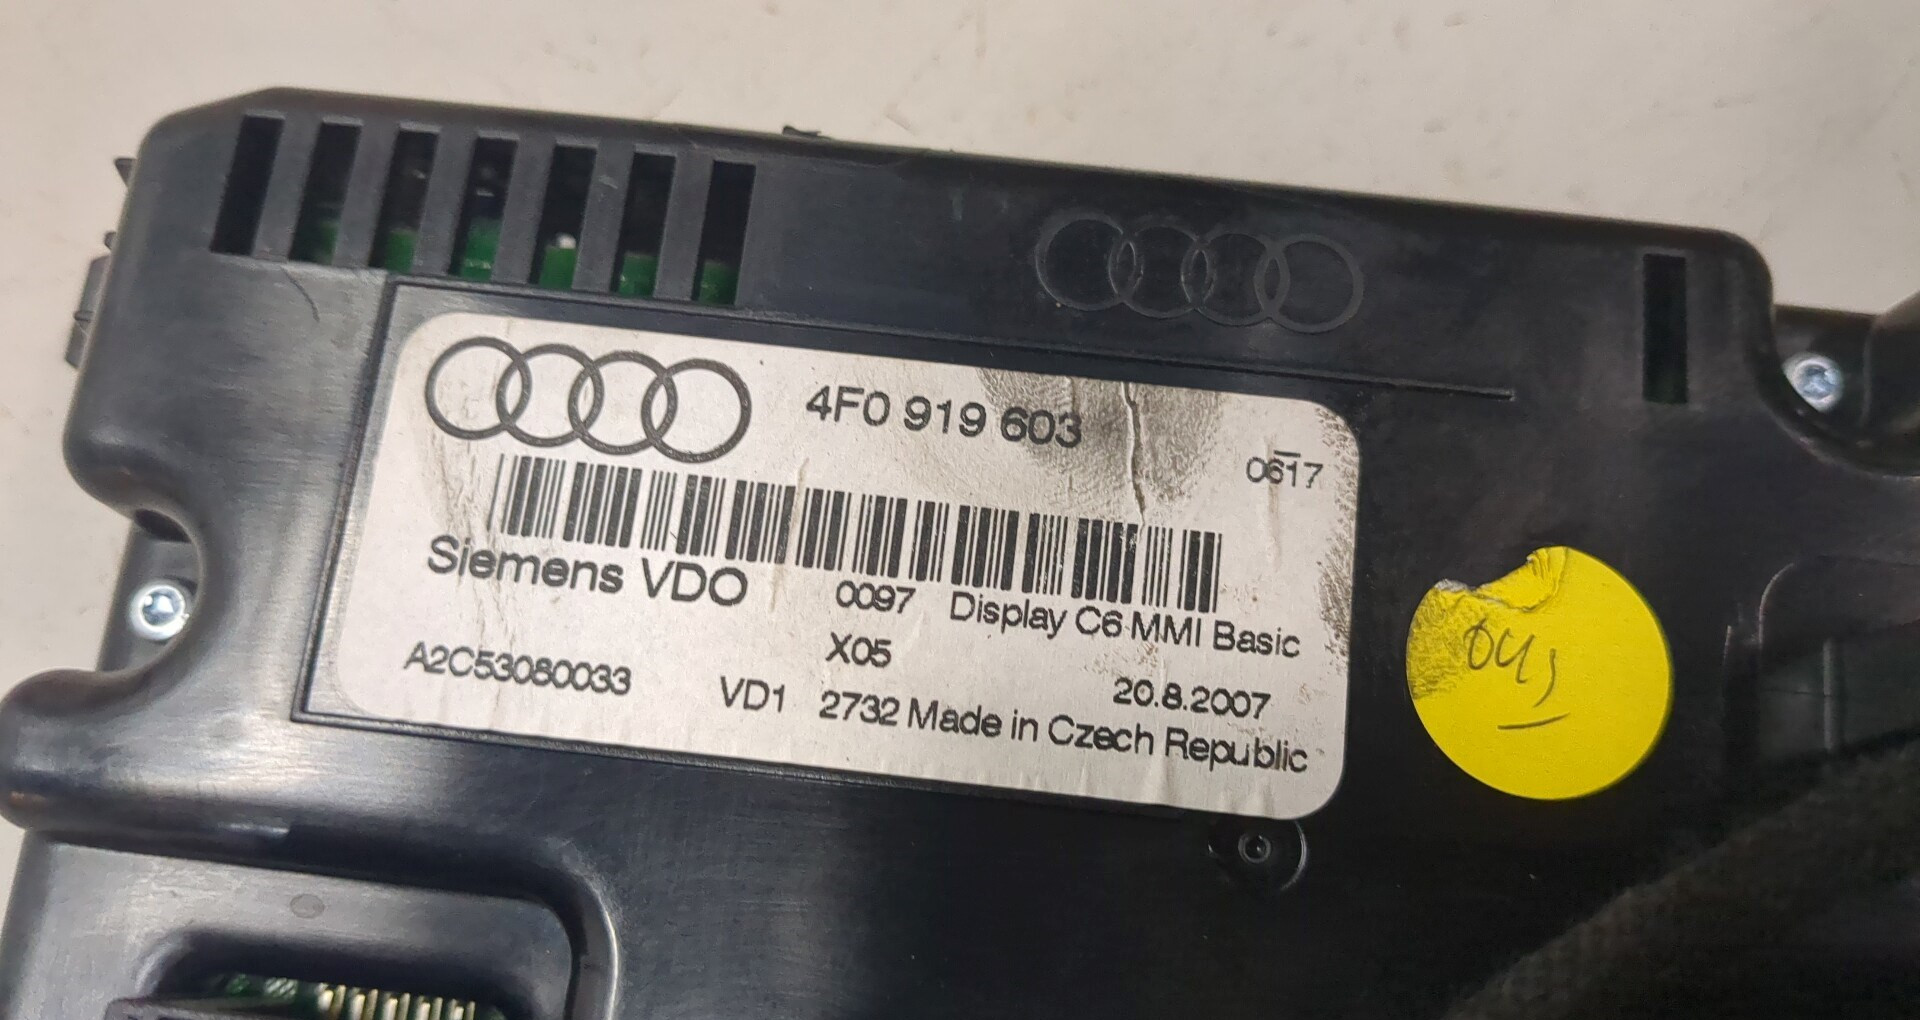 4F0 919 603
0617
Siemens VDO
0097 Display C6 MMI Basic
X05
A2C53080033
20.8.2007
VD1 2732 Made in Czech Republic